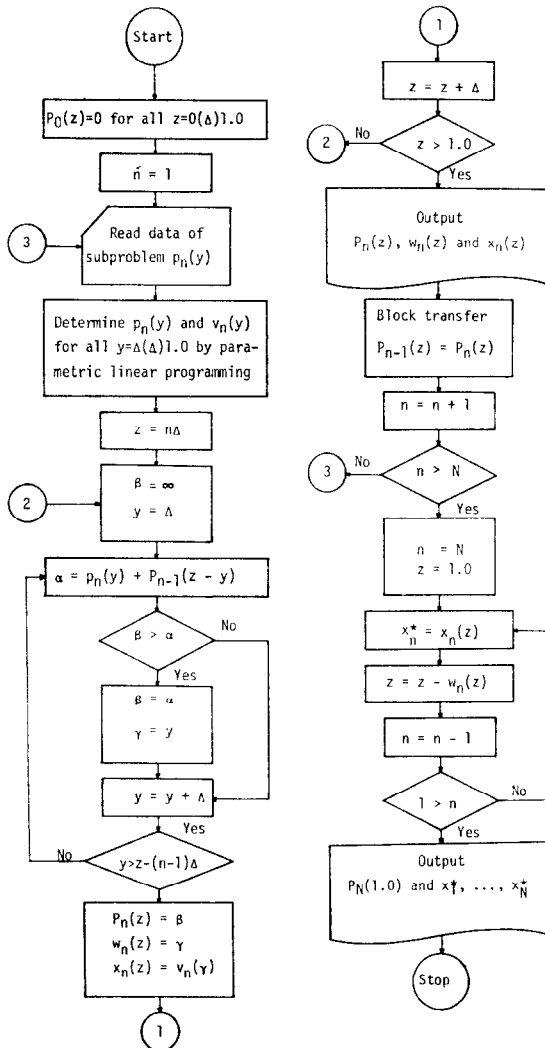 Start
P₀(z)=0 for all z=0(Δ)1.0
n = 1
3
Read data of
subproblem pₙ(y)
Determine pₙ(y) and vₙ(y)
for all y=Δ(Δ)1.0 by para-
metric linear programming
z = nΔ
2
β = ∞
y = Δ
α = pₙ(y) + Pₙ₋₁(z - y)
β > α
No
Yes
β = α
γ = y
y = y + Δ
Yes
No
y>z-(n-1)Δ
Pₙ(z) = β
wₙ(z) = γ
xₙ(z) = vₙ(γ)
1
1
z = z + Δ
No
2
z > 1.0
Yes
Output
Pₙ(z), wₙ(z) and xₙ(z)
Block transfer
Pₙ₋₁(z) = Pₙ(z)
n = n + 1
No
3
n > N
Yes
n = N
z = 1.0
xₙ* = xₙ(z)
z = z - wₙ(z)
n = n - 1
1 > n
No
Yes
Output
P_N(1.0) and x₁*, ..., x_N*
Stop